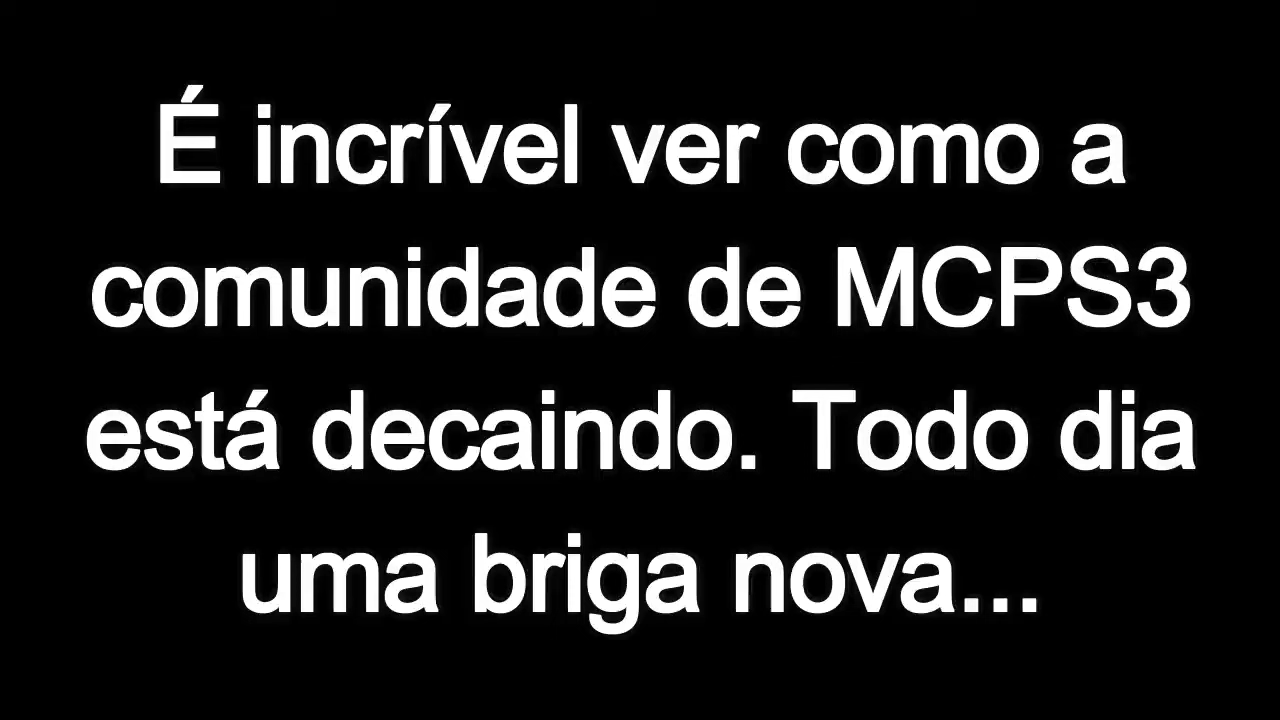 É incrível ver como a
comunidade de MCPS3
está decaindo. Todo dia
uma briga nova...